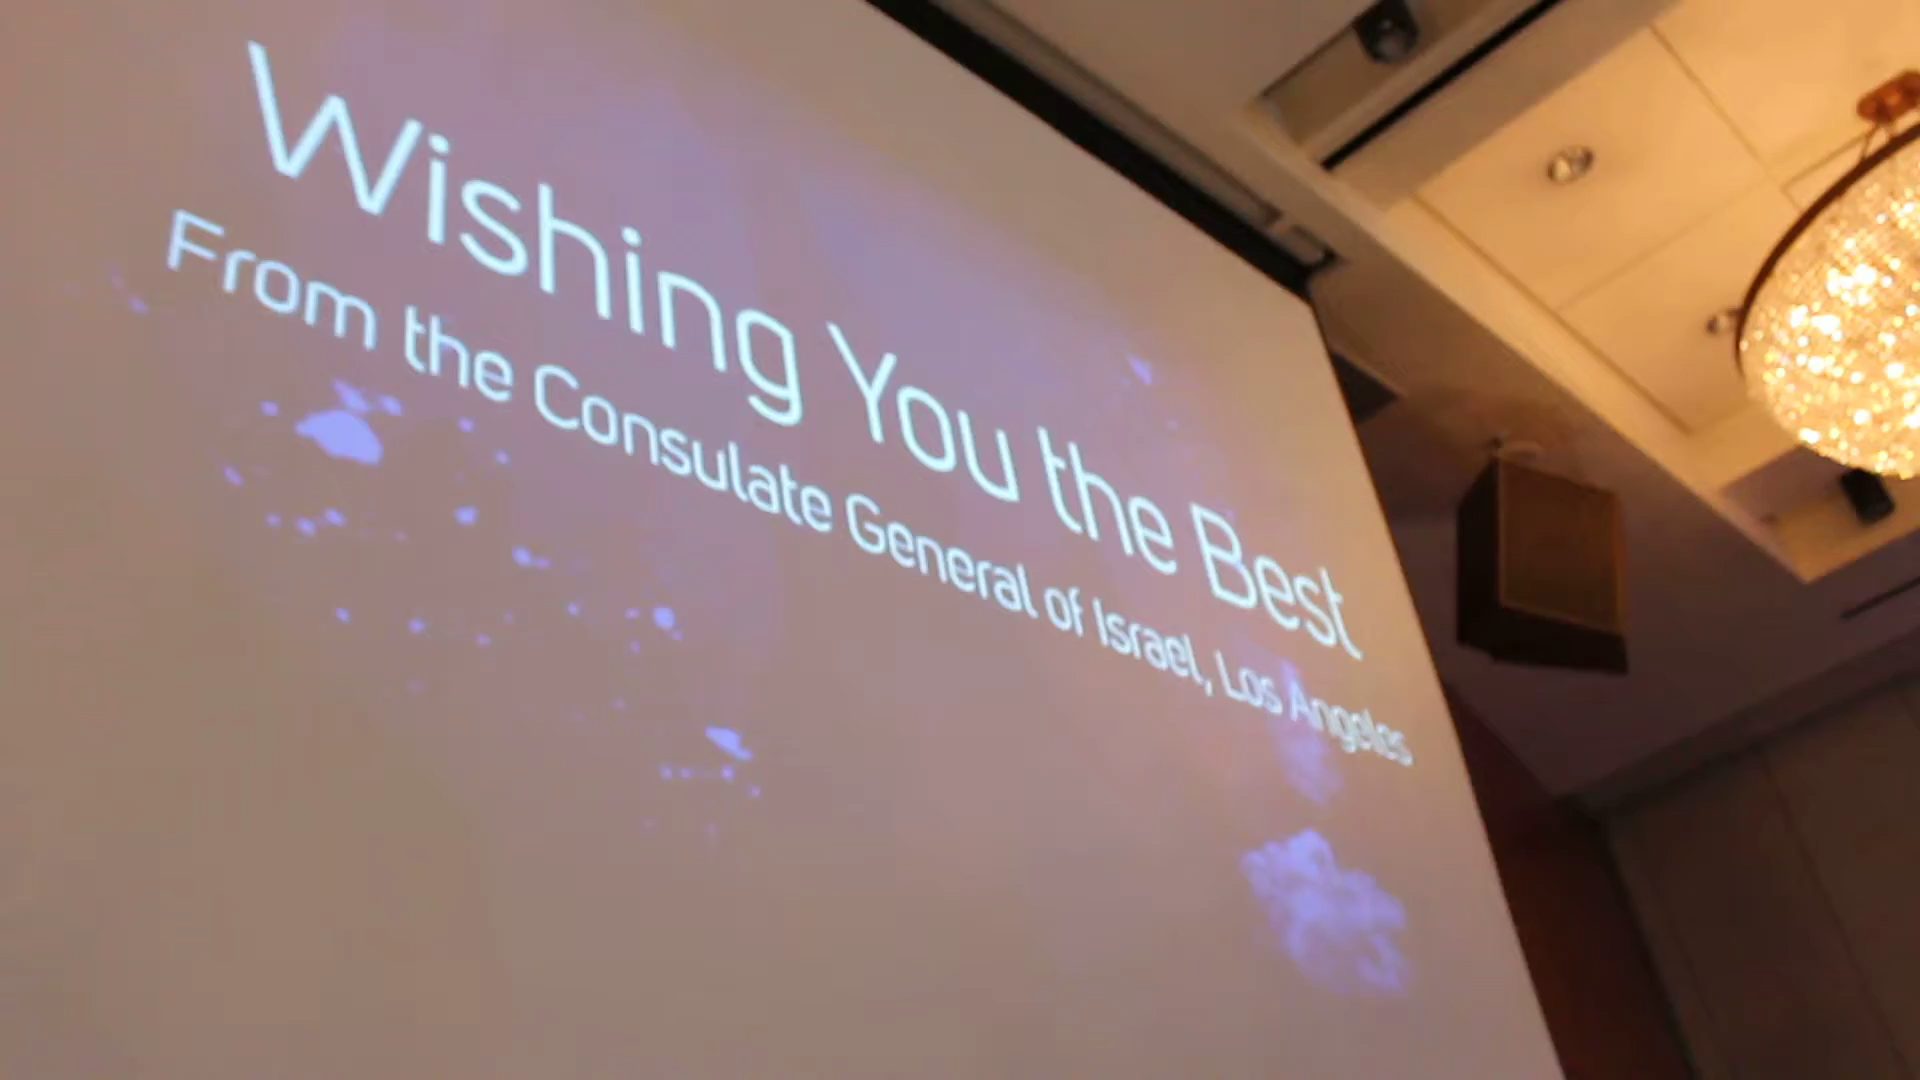 Wishing You the Best
From the Consulate General of Israel, Los Angeles